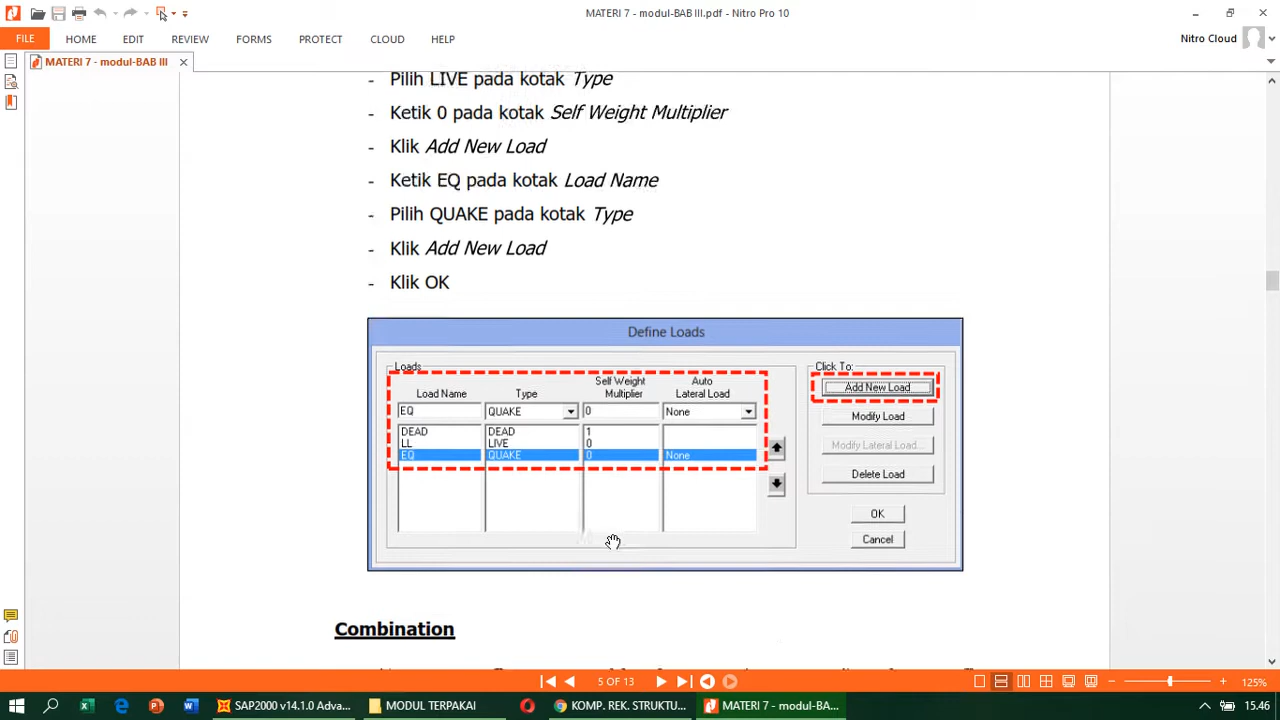 MATERI 7 - modul-BAB III.pdf - Nitro Pro 10
FILE HOME EDIT REVIEW FORMS PROTECT CLOUD HELP Nitro Cloud
MATERI 7 - modul-BAB III
- Pilih LIVE pada kotak Type
- Ketik 0 pada kotak Self Weight Multiplier
- Klik Add New Load
- Ketik EQ pada kotak Load Name
- Pilih QUAKE pada kotak Type
- Klik Add New Load
- Klik OK
Define Loads
Loads
Load Name Type Self Weight Multiplier Auto Lateral Load
EQ QUAKE 0 None
DEAD DEAD 1
LL LIVE 0
EQ QUAKE 0 None
Click To:
Add New Load
Modify Load
Modify Lateral Load...
Delete Load
OK
Cancel
Combination
5 OF 13
125%
SAP2000 v14.1.0 Adva...
MODUL TERPAKAI
KOMP. REK. STRUKTU...
MATERI 7 - modul-BA...
15.46